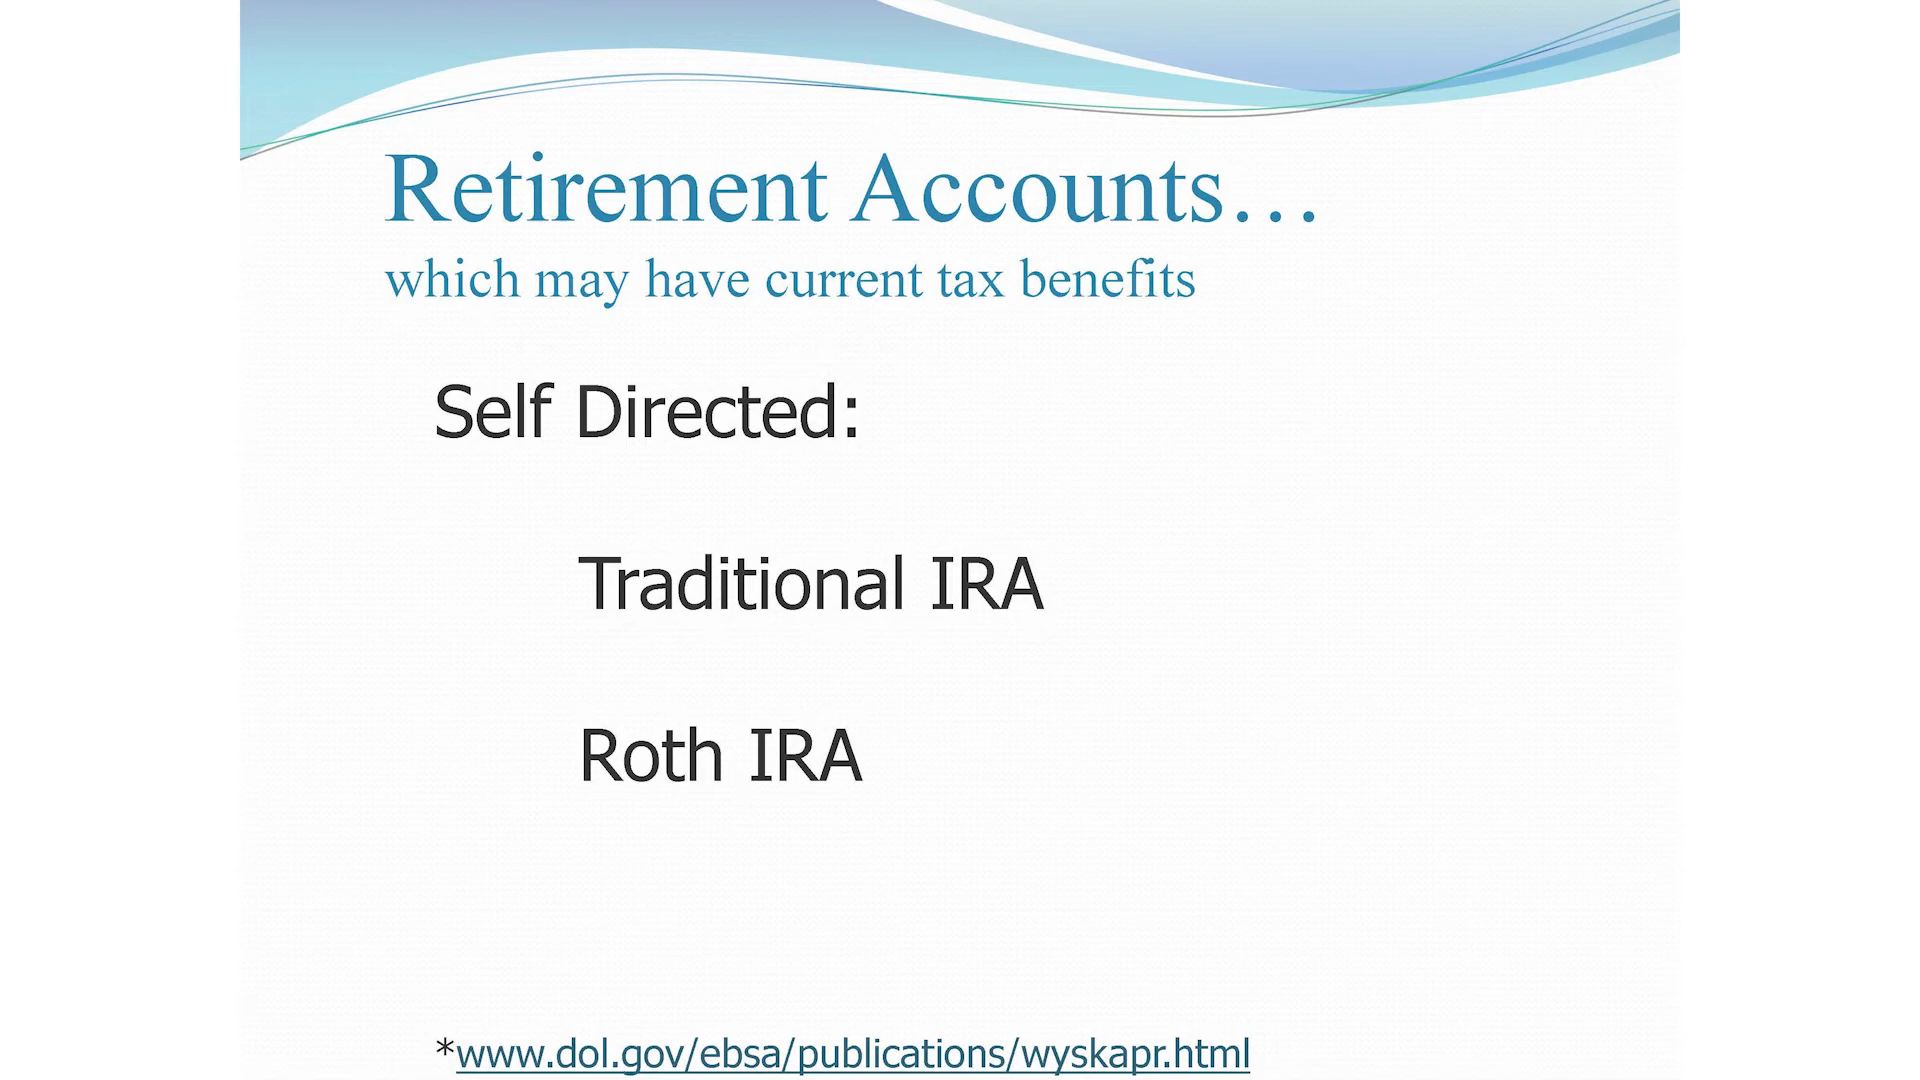 Retirement Accounts…
which may have current tax benefits
Self Directed:
Traditional IRA
Roth IRA
*www.dol.gov/ebsa/publications/wyskapr.html